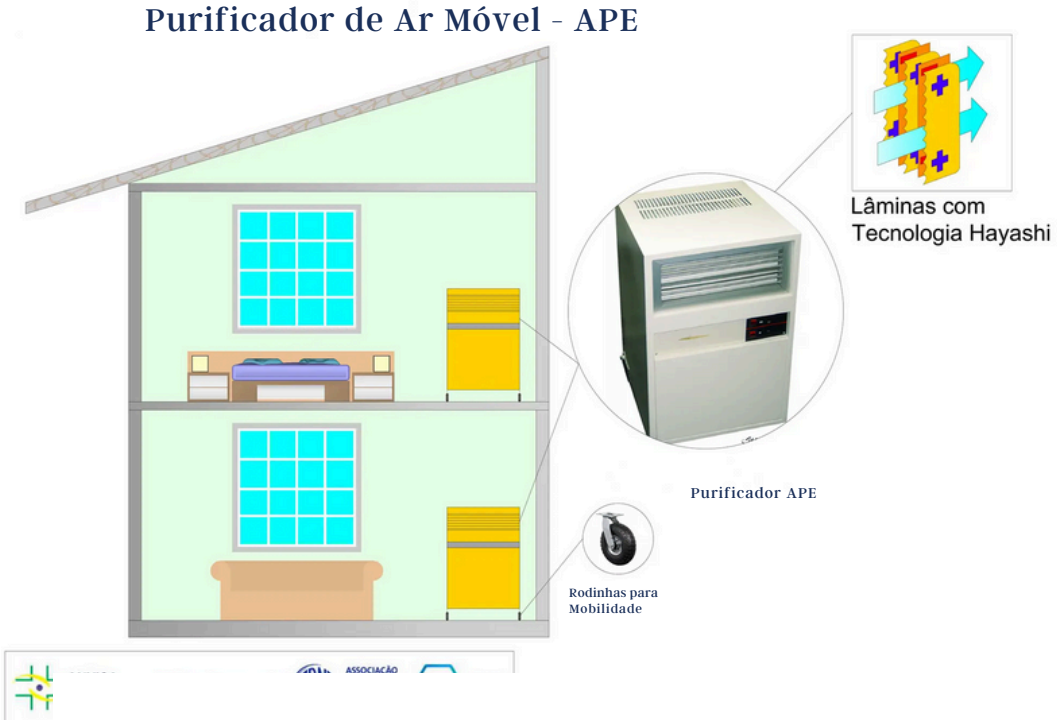 Purificador de Ar Móvel - APE
Lâminas com
Tecnologia Hayashi
Purificador APE
Rodinhas para
Mobilidade
ASSOCIAÇÃO